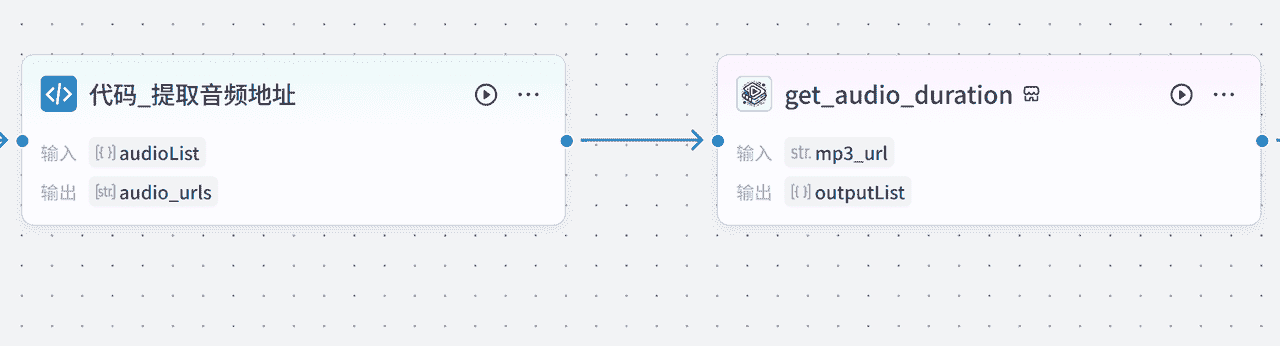 代码_提取音频地址
输入 [{ }] audioList
输出 [str.] audio_urls
get_audio_duration
输入 str. mp3_url
输出 [{ }] outputList